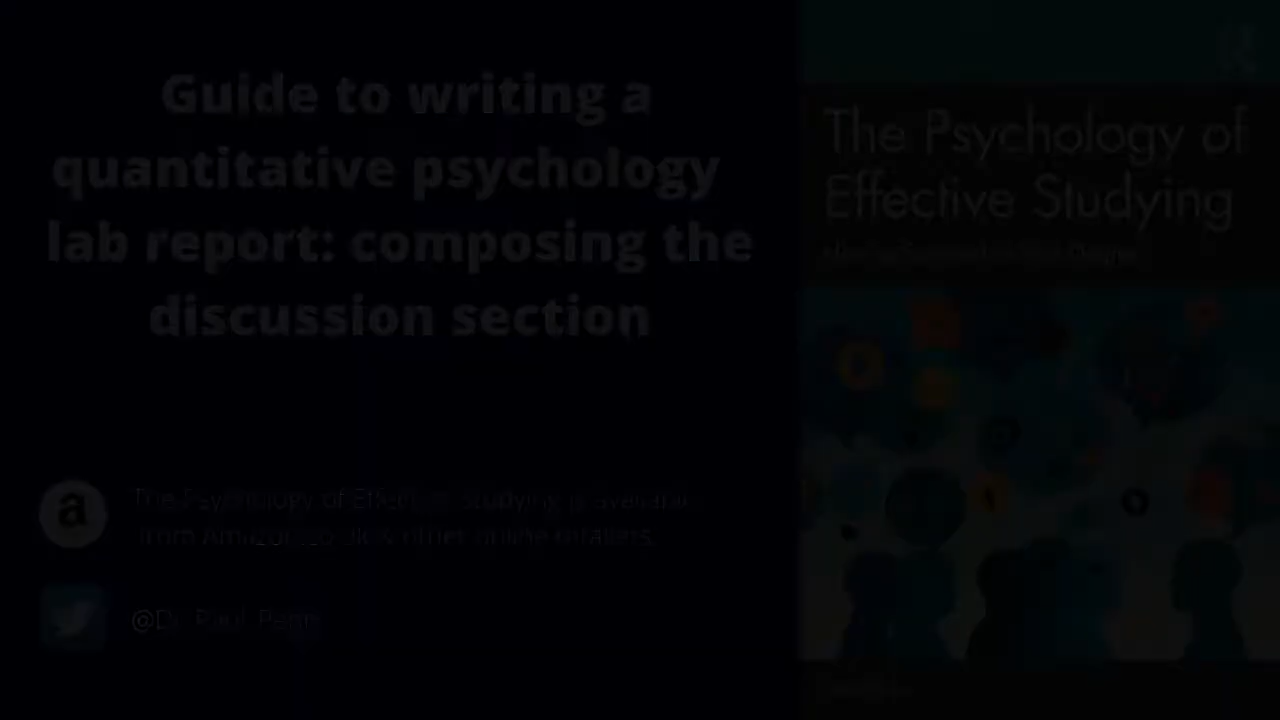 Guide to writing a
quantitative psychology
lab report: composing the
discussion section
The Psychology of Effective Studying is available
from Amazon.co.uk & other online retailers.
@Dr_Paul_Penn
The Psychology of
Effective Studying